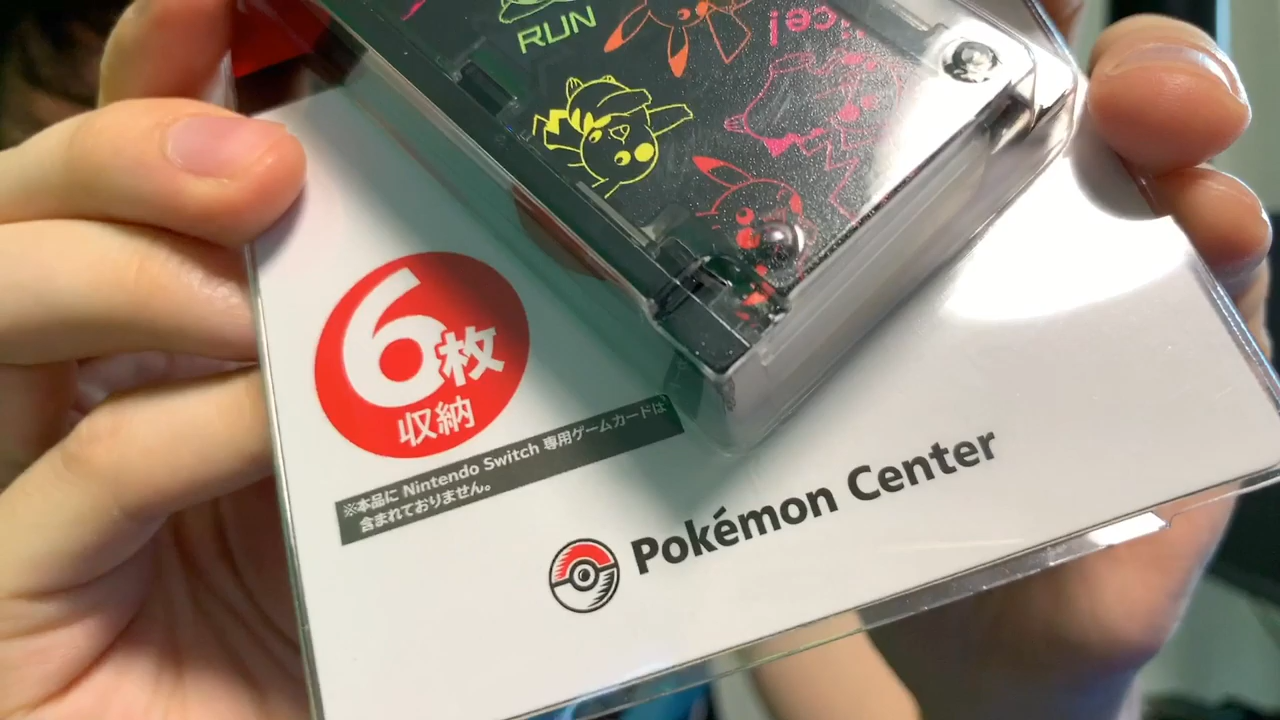 RUN
Nice!
6枚
収納
※本品に Nintendo Switch 専用ゲームカードは
含まれておりません。
Pokémon Center